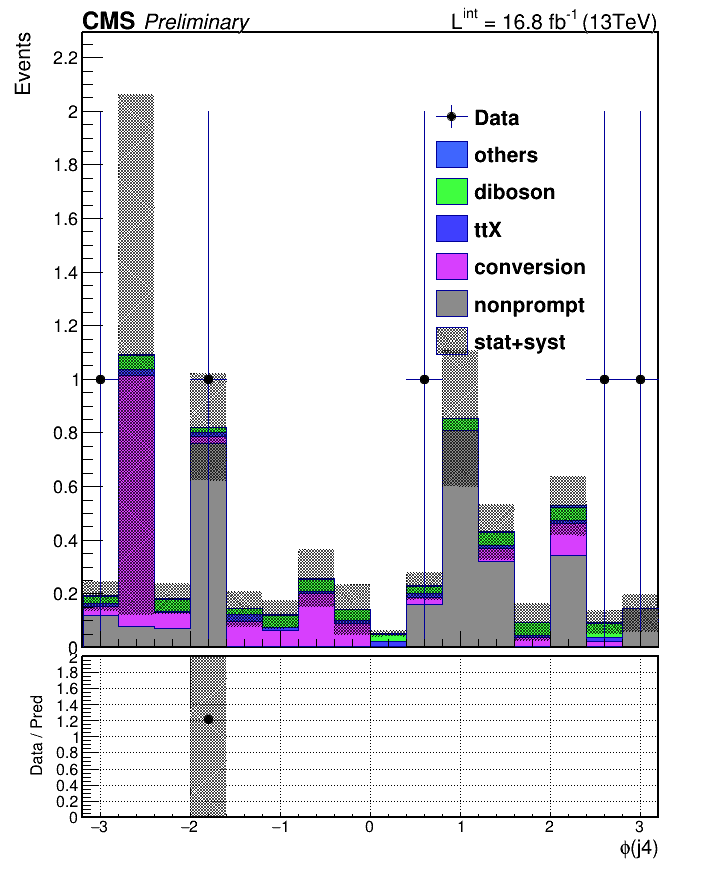 CMS Preliminary L^int = 16.8 fb^-1 (13TeV)
Events
2.2
2
1.8
1.6
1.4
1.2
1
0.8
0.6
0.4
0.2
0
Data
others
diboson
ttX
conversion
nonprompt
stat+syst
Data / Pred
2
1.8
1.6
1.4
1.2
1
0.8
0.6
0.4
0.2
0
−3 −2 −1 0 1 2 3
ϕ(j4)